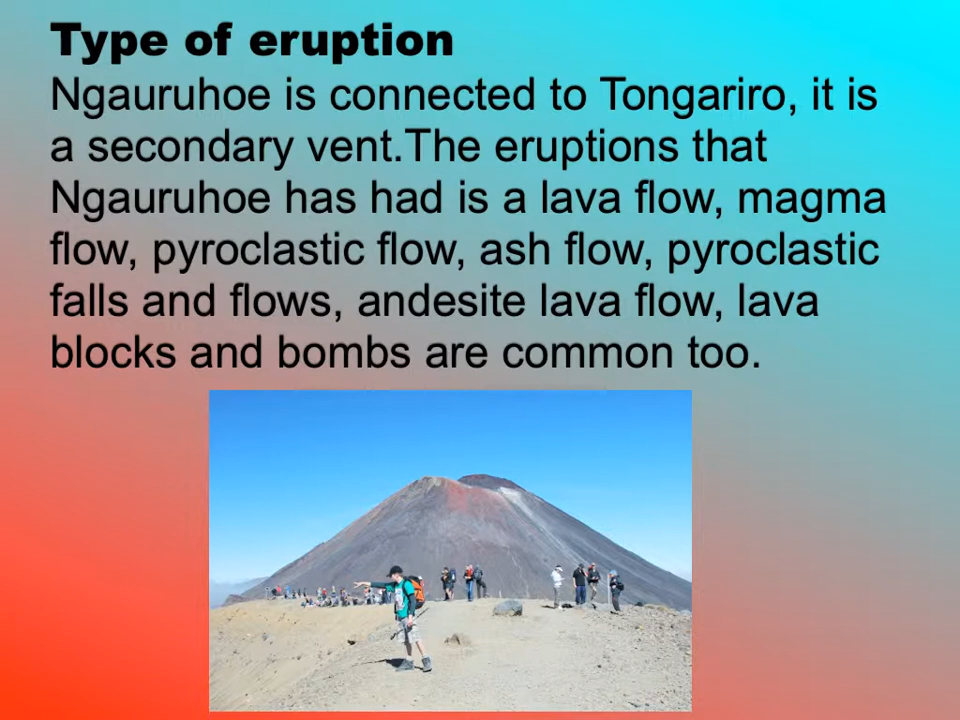 Type of eruption
Ngauruhoe is connected to Tongariro, it is
a secondary vent.The eruptions that
Ngauruhoe has had is a lava flow, magma
flow, pyroclastic flow, ash flow, pyroclastic
falls and flows, andesite lava flow, lava
blocks and bombs are common too.